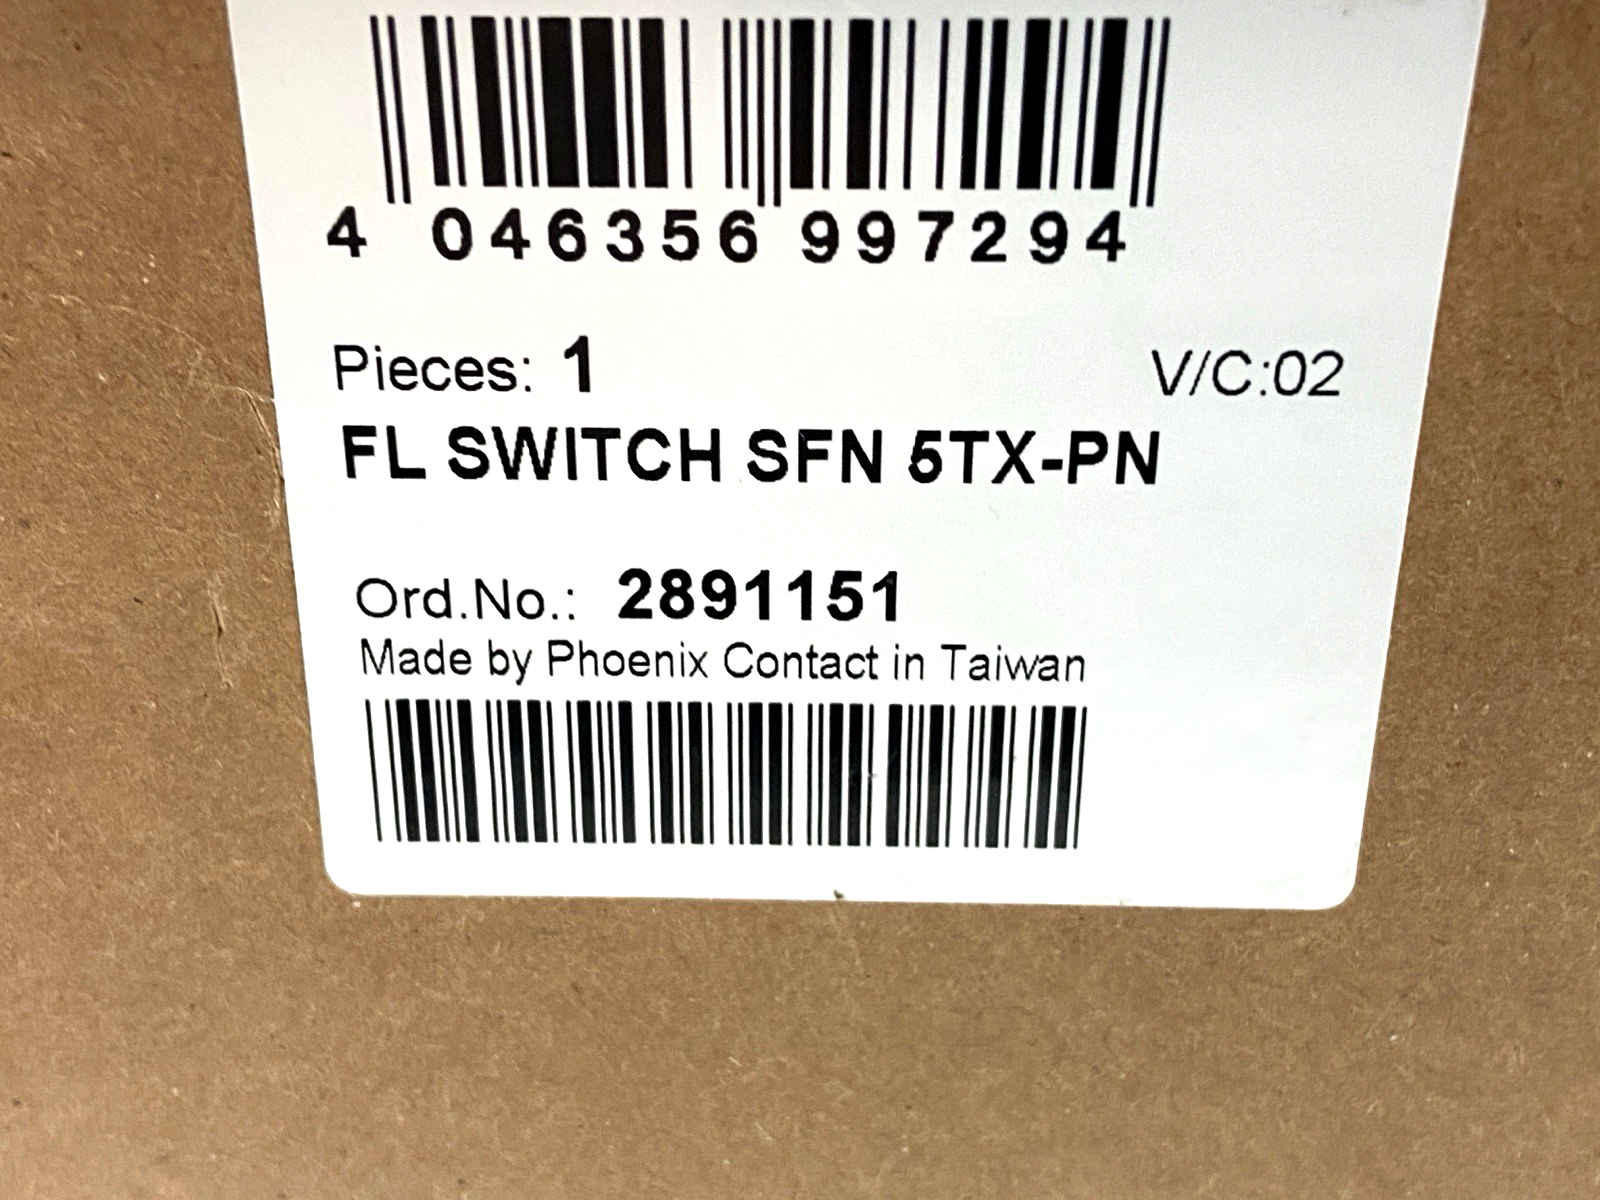 4 046356 997294
Pieces: 1 V/C:02
FL SWITCH SFN 5TX-PN
Ord.No.: 2891151
Made by Phoenix Contact in Taiwan